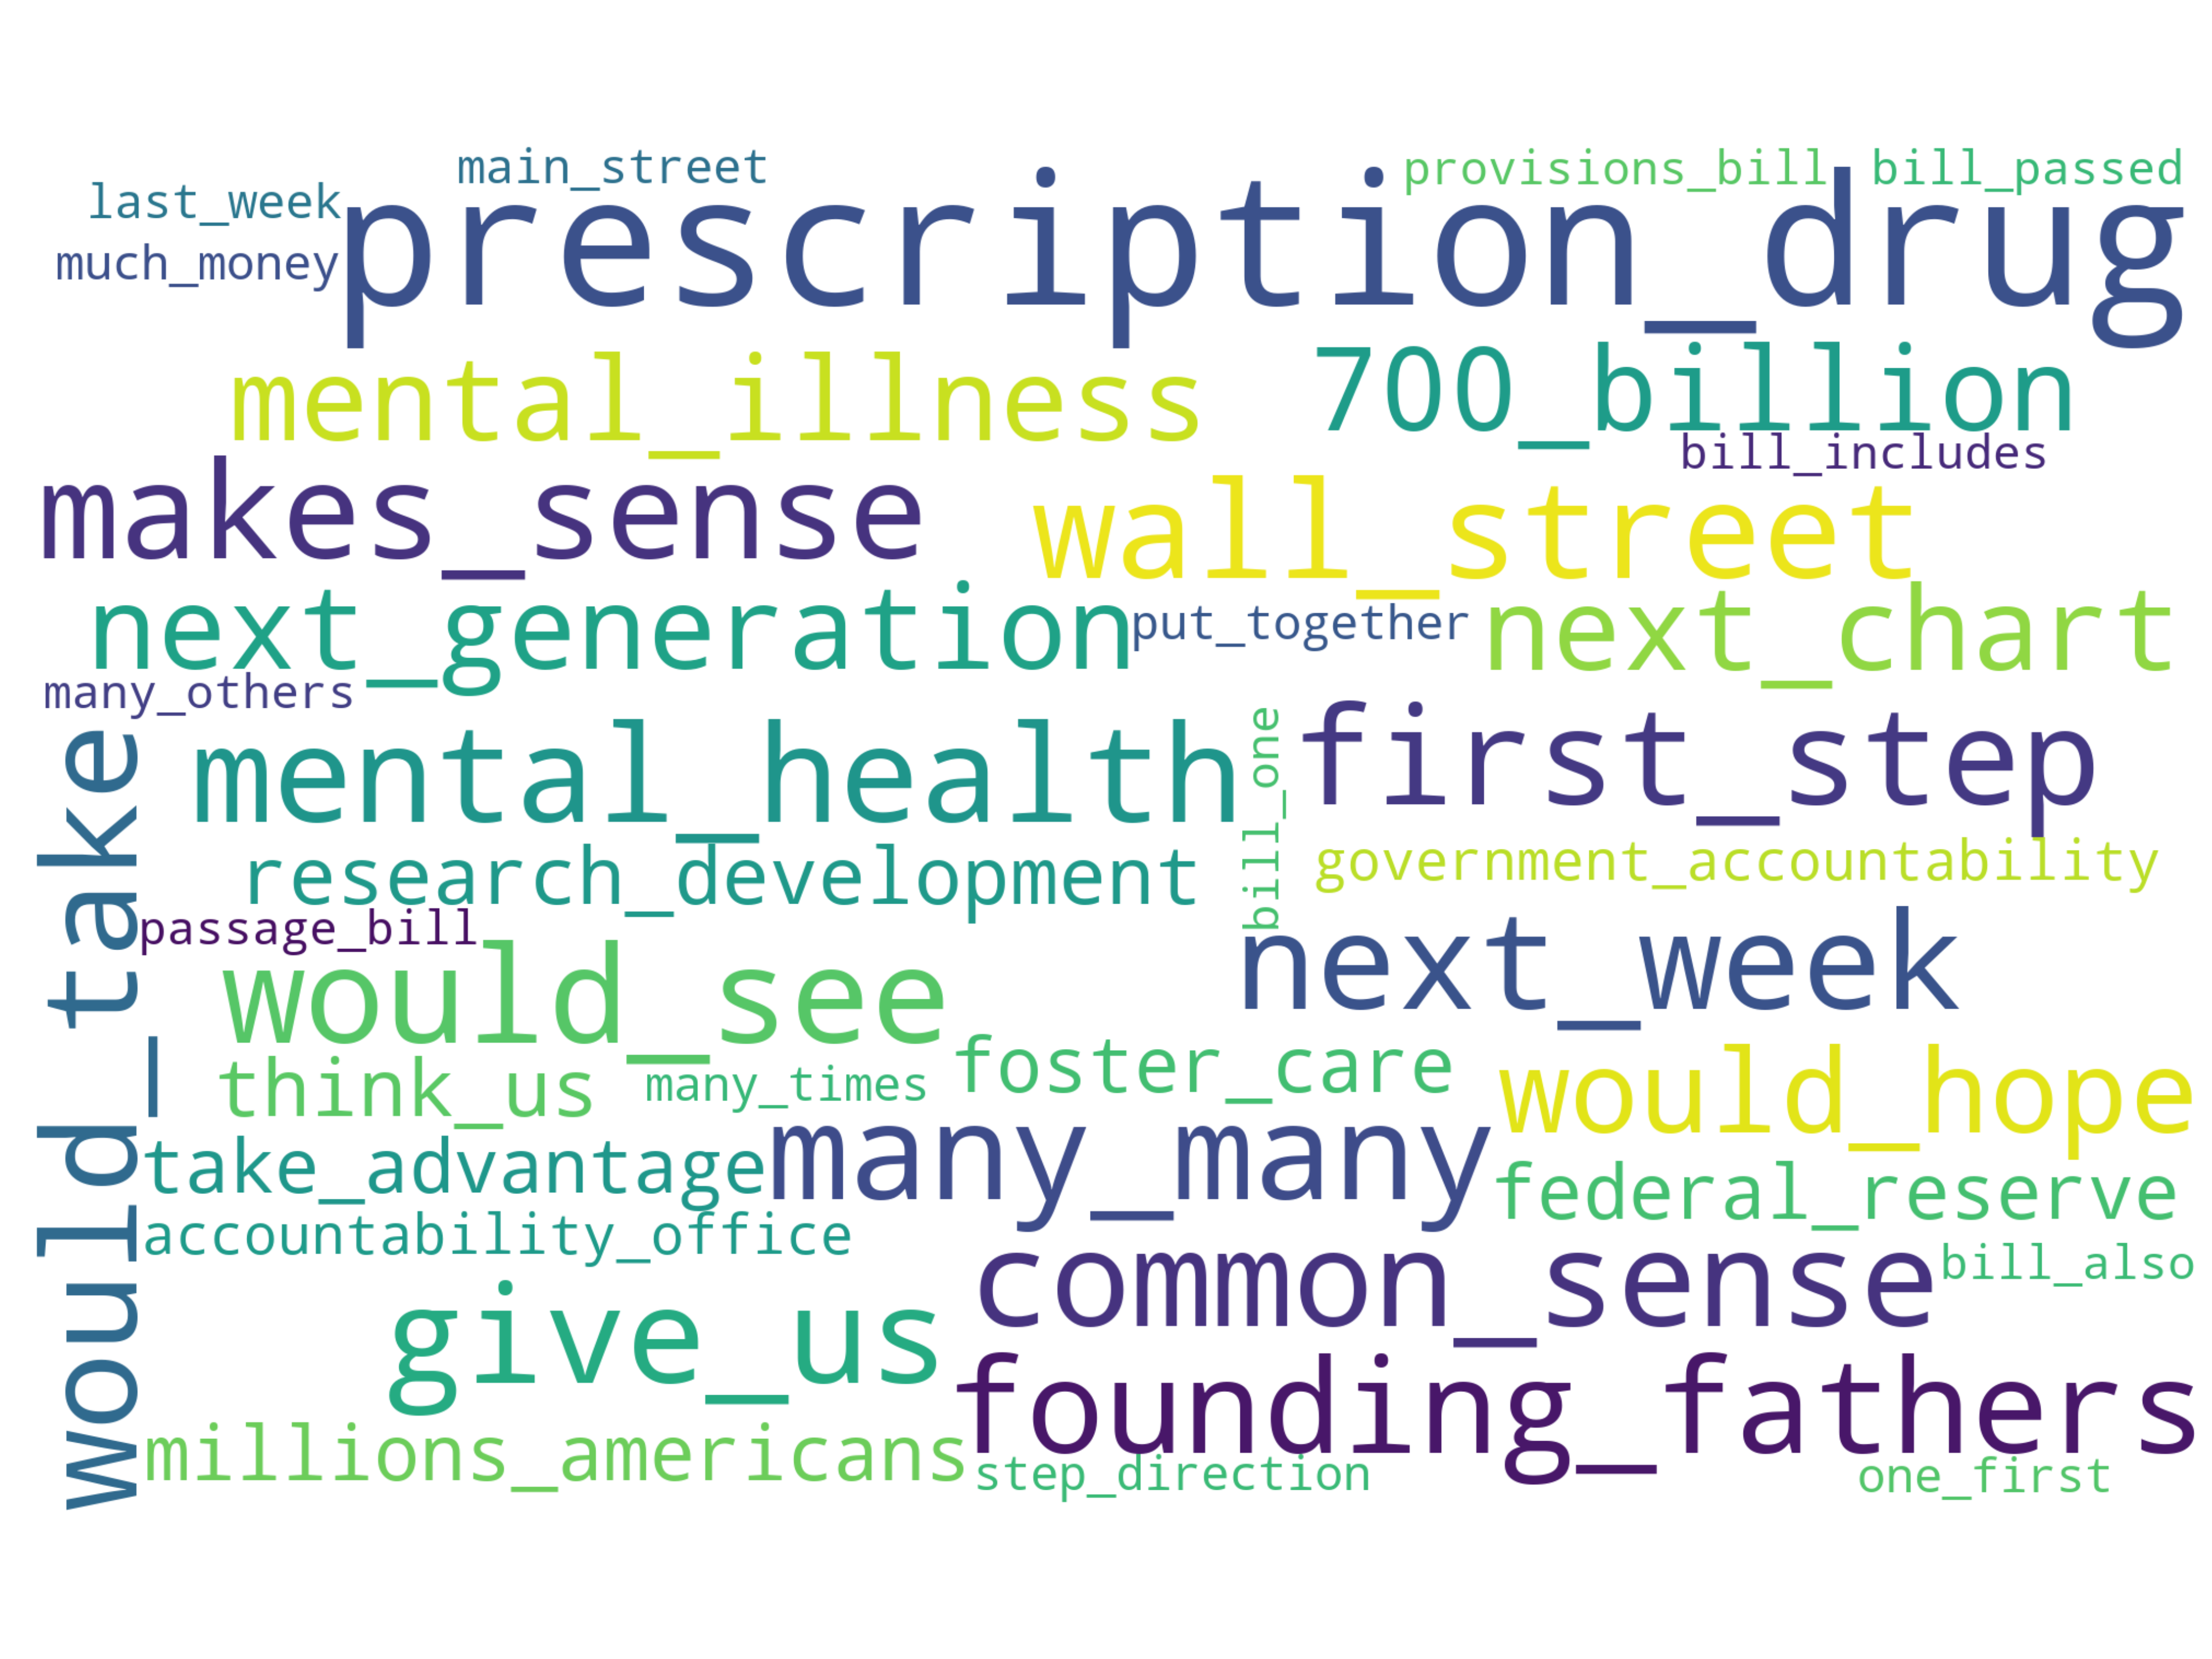 main_street provisions_bill bill_passed
last_week
prescription_drug
much_money
mental_illness 700_billion
bill_includes
makes_sense wall_street
next_generation put_together next_chart
many_others
mental_health bill_one first_step
research_development government_accountability
passage_bill
would_take
would_see next_week
think_us many_times foster_care would_hope
take_advantage many_many federal_reserve
accountability_office common_sense bill_also
give_us
founding_fathers
millions_americans step_direction one_first